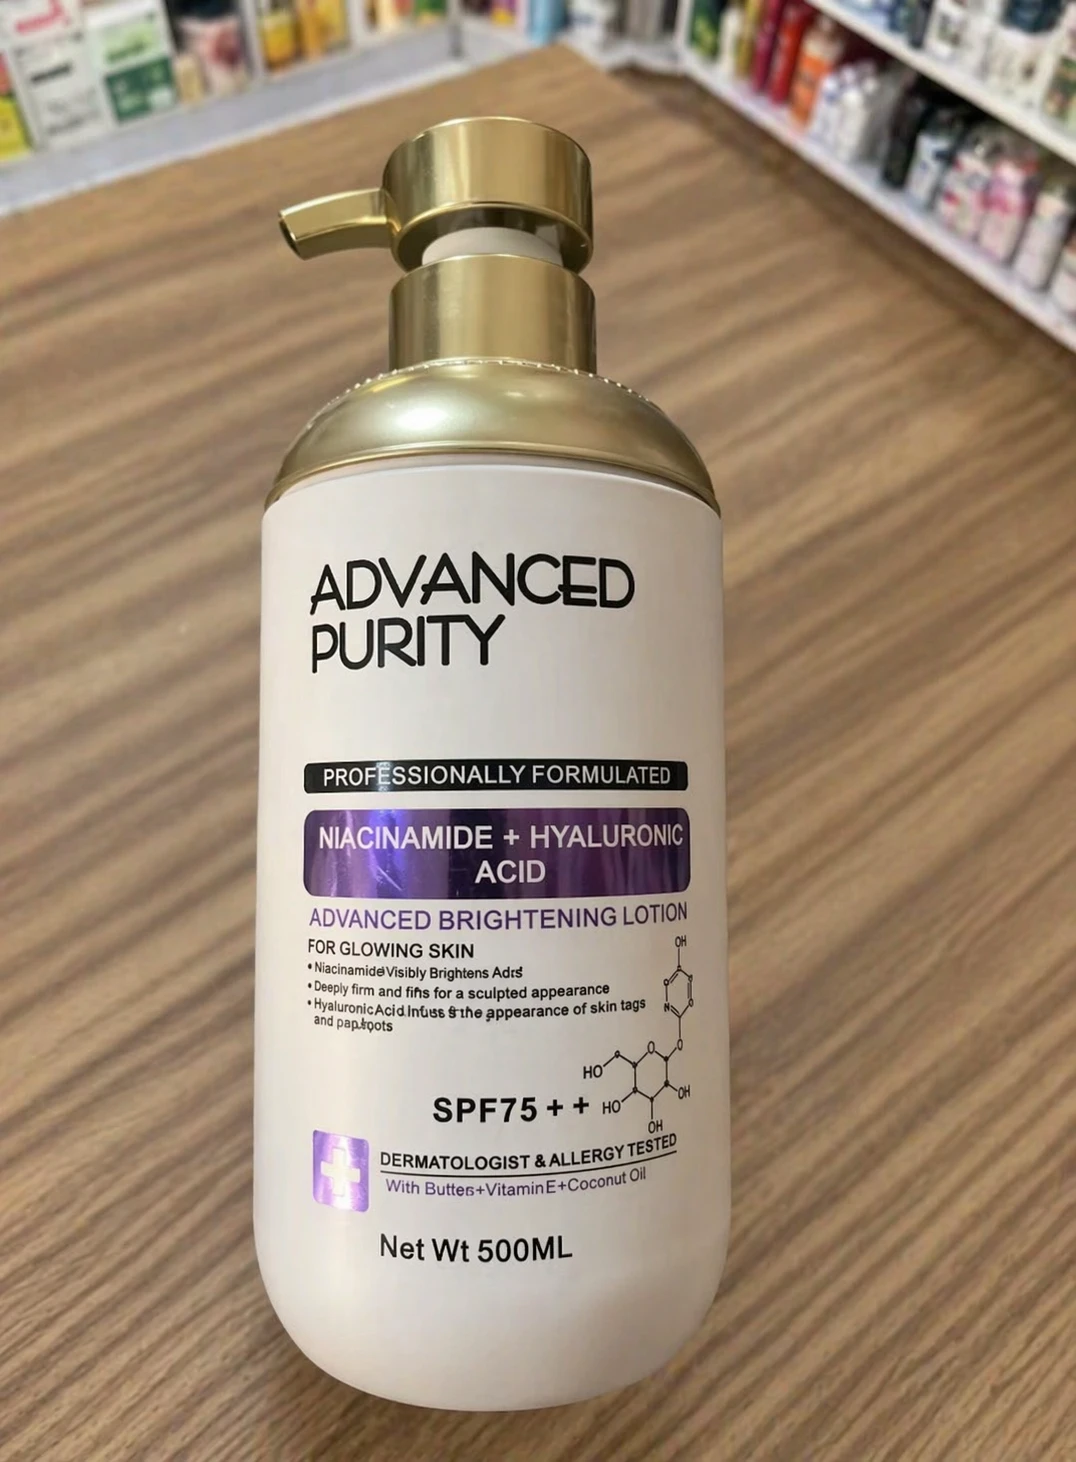 ADVANCED
PURITY
PROFESSIONALLY FORMULATED
NIACINAMIDE + HYALURONIC
ACID
ADVANCED BRIGHTENING LOTION
FOR GLOWING SKIN
• Niacinamide Visibly Brightens
• Deeply firm and for a sculpted appearance
• Hyaluronic Acid the appearance of skin tags
and
OH
N
O
O
HO
OH
HO
OH
SPF75 + +
DERMATOLOGIST & ALLERGY TESTED
With Butter+Vitamin E+Coconut Oil
Net Wt 500ML